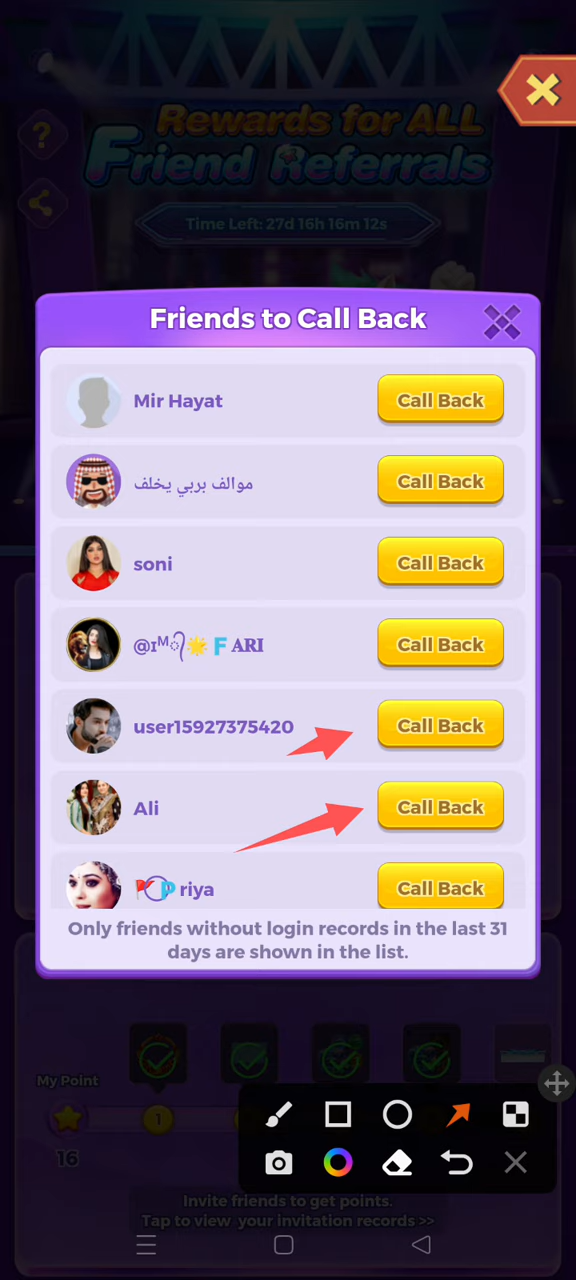 Rewards for ALL
Friend Referrals
Time Left: 27d 16h 16m 12s
Friends to Call Back
Mir Hayat
Call Back
موالف بربي يخلف
Call Back
soni
Call Back
@ɪᴹ᭄🌟 F ARI
Call Back
user15927375420
Call Back
Ali
Call Back
🚩P riya
Call Back
Only friends without login records in the last 31
days are shown in the list.
My Point
1
16
Invite friends to get points.
Tap to view your invitation records >>